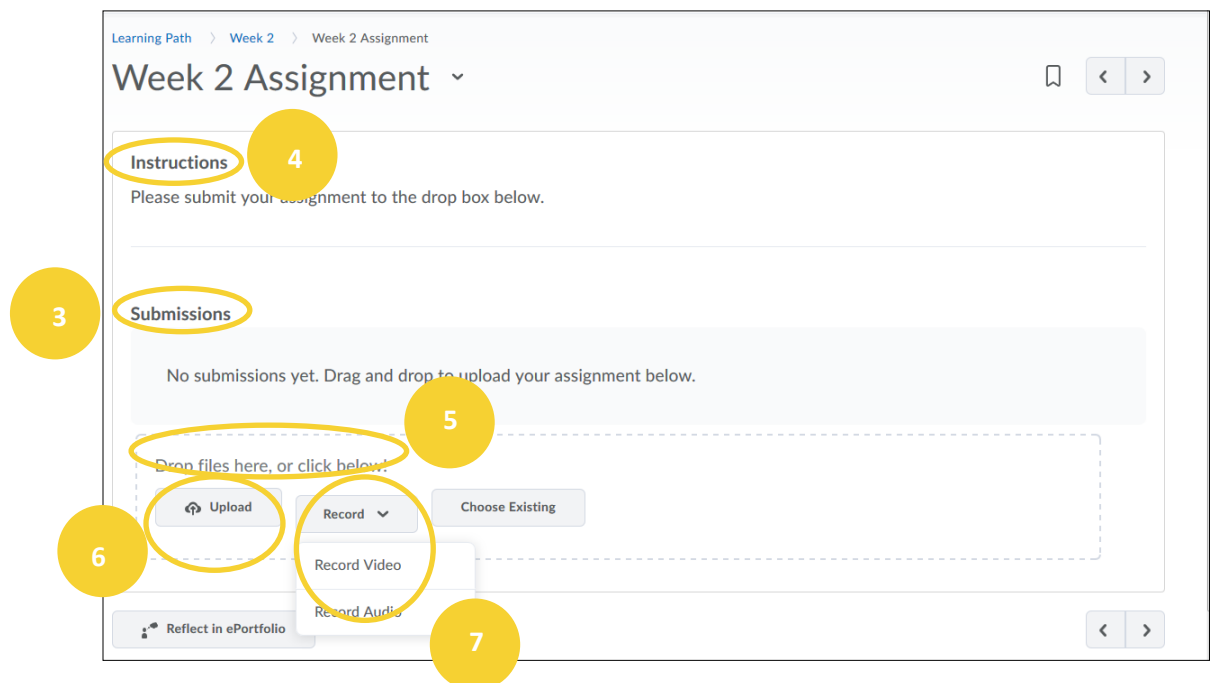 Learning Path > Week 2 > Week 2 Assignment
Week 2 Assignment
4
Instructions
Please submit your assignment to the drop box below.
3
Submissions
No submissions yet. Drag and drop to upload your assignment below.
5
Drop files here, or click below!
Upload
Record
Choose Existing
6
Record Video
Record Audio
Reflect in ePortfolio
7